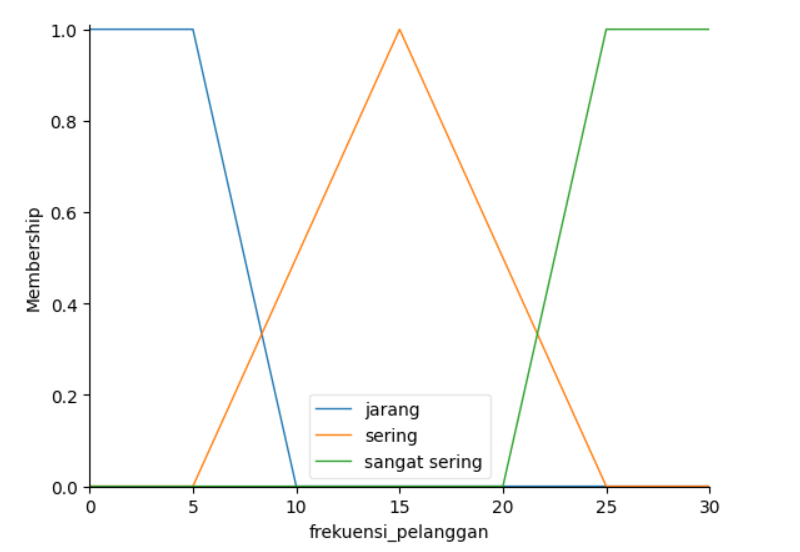 1.0
0.8
0.6
0.4
0.2
0.0
Membership
jarang
sering
sangat sering
0 5 10 15 20 25 30
frekuensi_pelanggan